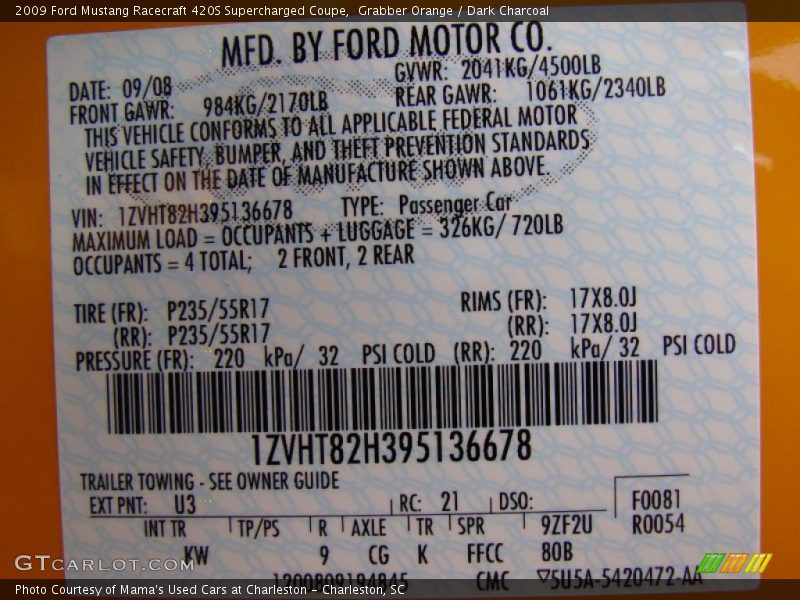 2009 Ford Mustang Racecraft 420S Supercharged Coupe, Grabber Orange / Dark Charcoal
MFD. BY FORD MOTOR CO.
DATE: 09/08 GVWR: 2041KG/4500LB
FRONT GAWR: 984KG/2170LB REAR GAWR: 1061KG/2340LB
THIS VEHICLE CONFORMS TO ALL APPLICABLE FEDERAL MOTOR
VEHICLE SAFETY, BUMPER, AND THEFT PREVENTION STANDARDS
IN EFFECT ON THE DATE OF MANUFACTURE SHOWN ABOVE.
VIN: 1ZVHT82H395136678 TYPE: Passenger Car
MAXIMUM LOAD = OCCUPANTS + LUGGAGE = 326KG/ 720LB
OCCUPANTS = 4 TOTAL; 2 FRONT, 2 REAR
TIRE (FR): P235/55R17 RIMS (FR): 17X8.0J
(RR): P235/55R17 (RR): 17X8.0J
PRESSURE (FR): 220 kPa/ 32 PSI COLD (RR): 220 kPa/ 32 PSI COLD
1ZVHT82H395136678
TRAILER TOWING - SEE OWNER GUIDE
EXT PNT: U3 RC: 21 DSO: F0081
INT TR TP/PS R AXLE TR SPR 9ZF2U R0054
KW 9 CG K FFCC 80B
GTCARLOT.COM
1200809194845 CMC ▽5U5A-5420472-AA
Photo Courtesy of Mama's Used Cars at Charleston – Charleston, SC